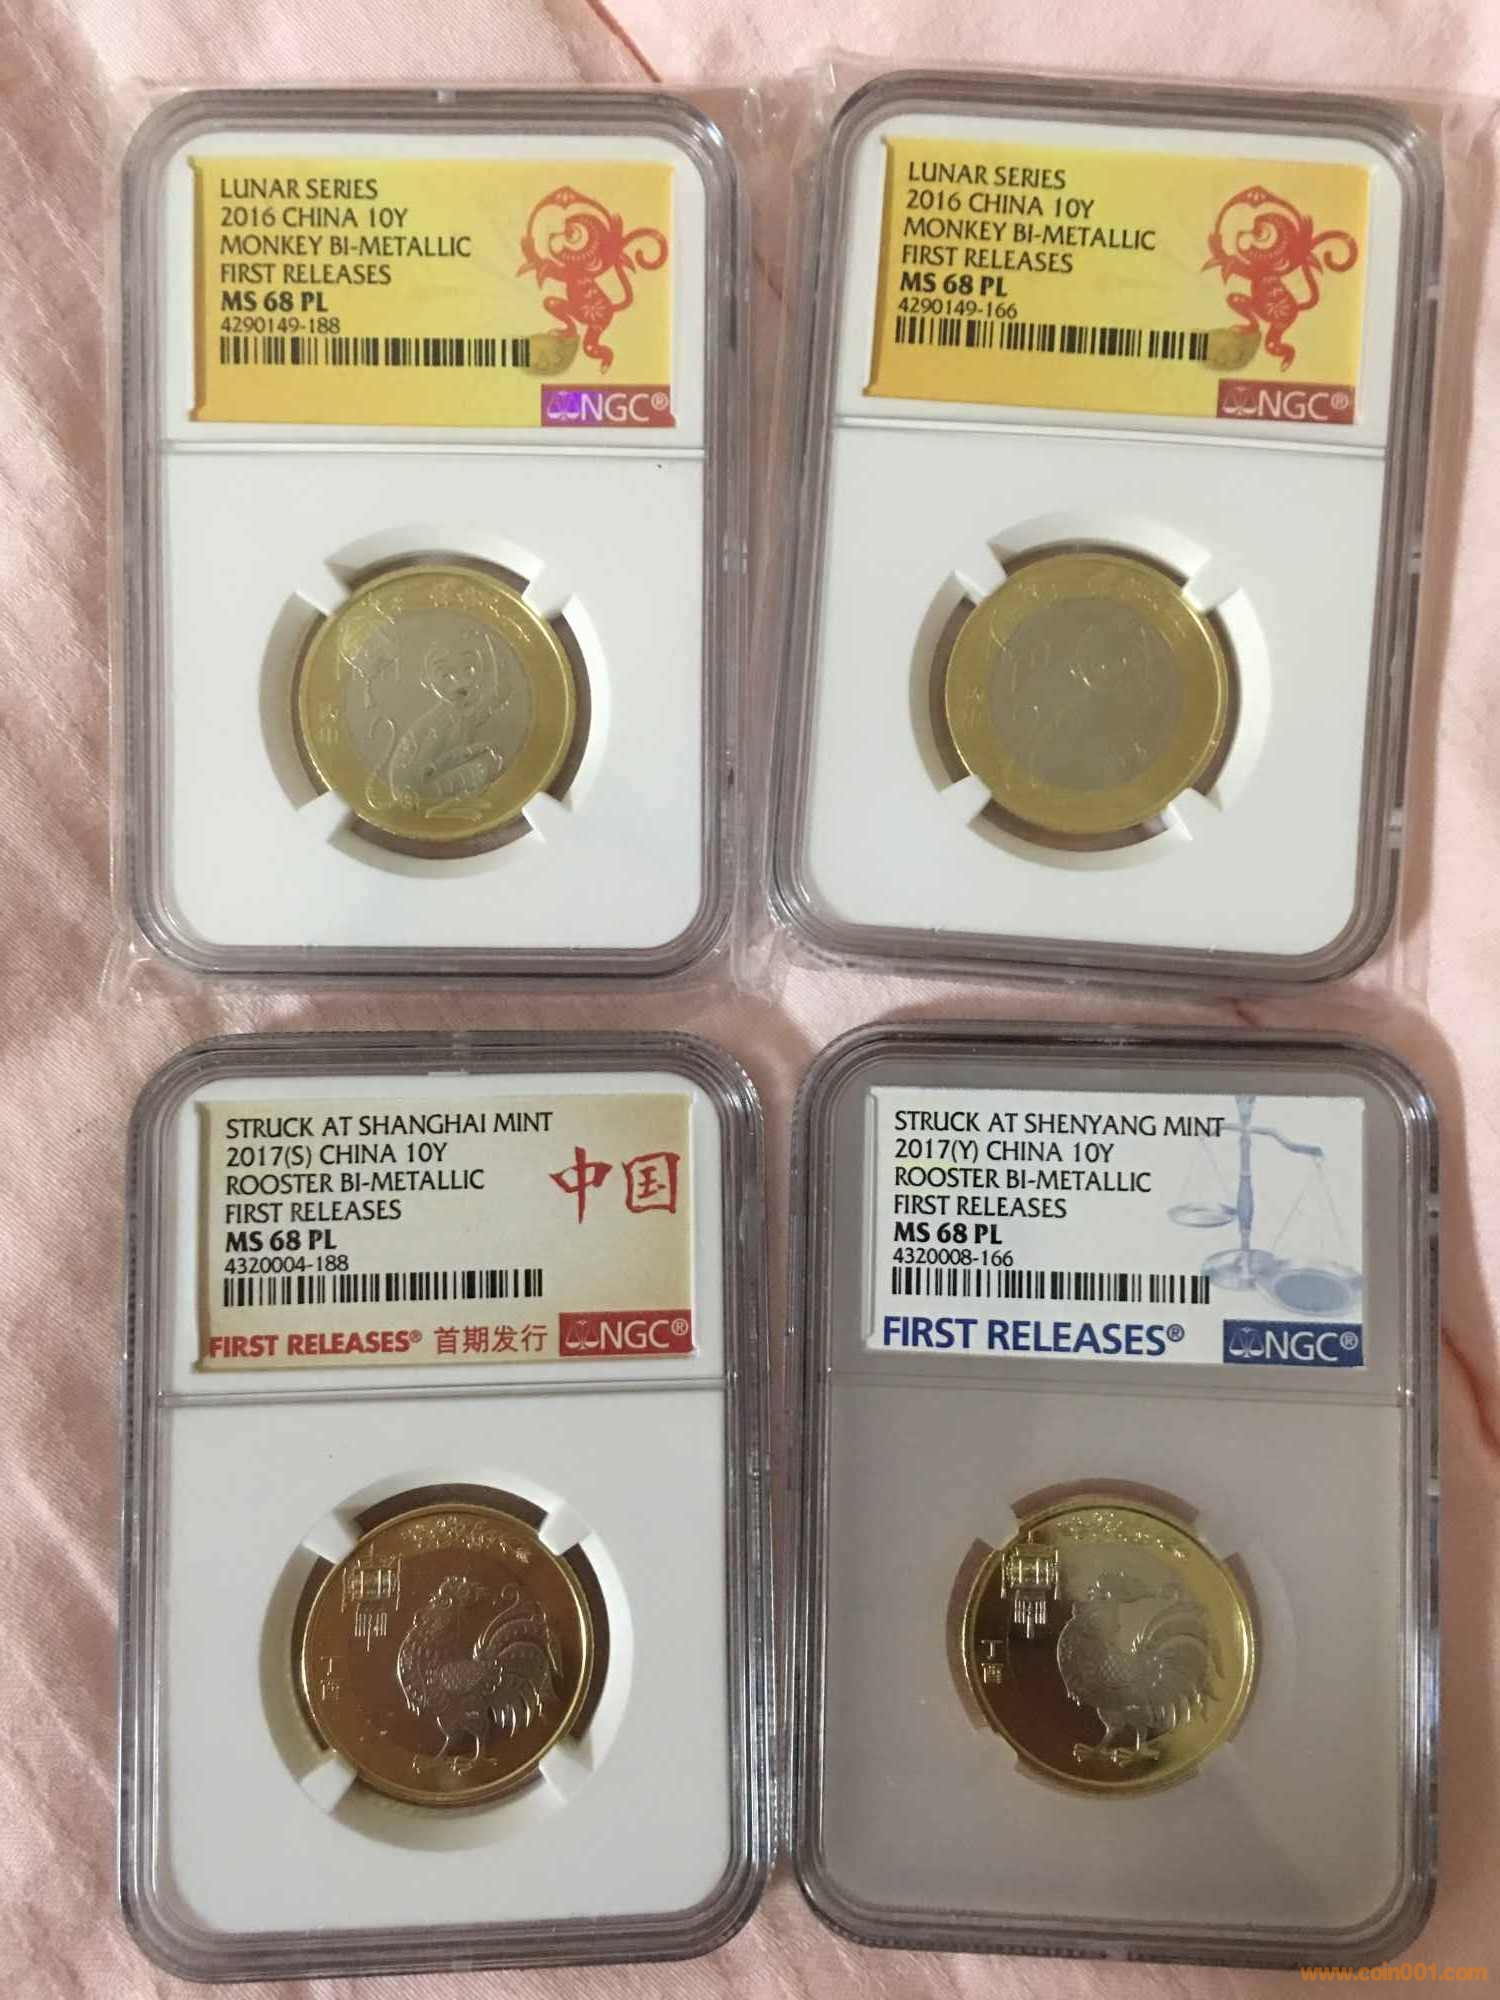 LUNAR SERIES
2016 CHINA 10Y
MONKEY BI-METALLIC
FIRST RELEASES
MS 68 PL
4290149-188
NGC®
LUNAR SERIES
2016 CHINA 10Y
MONKEY BI-METALLIC
FIRST RELEASES
MS 68 PL
4290149-166
NGC®
STRUCK AT SHANGHAI MINT
2017(S) CHINA 10Y
ROOSTER BI-METALLIC
FIRST RELEASES
MS 68 PL
4320004-188
中国
FIRST RELEASES® 首期发行 NGC®
丁酉
STRUCK AT SHENYANG MINT
2017(Y) CHINA 10Y
ROOSTER BI-METALLIC
FIRST RELEASES
MS 68 PL
4320008-166
FIRST RELEASES® NGC®
丁酉
www.coin001.com